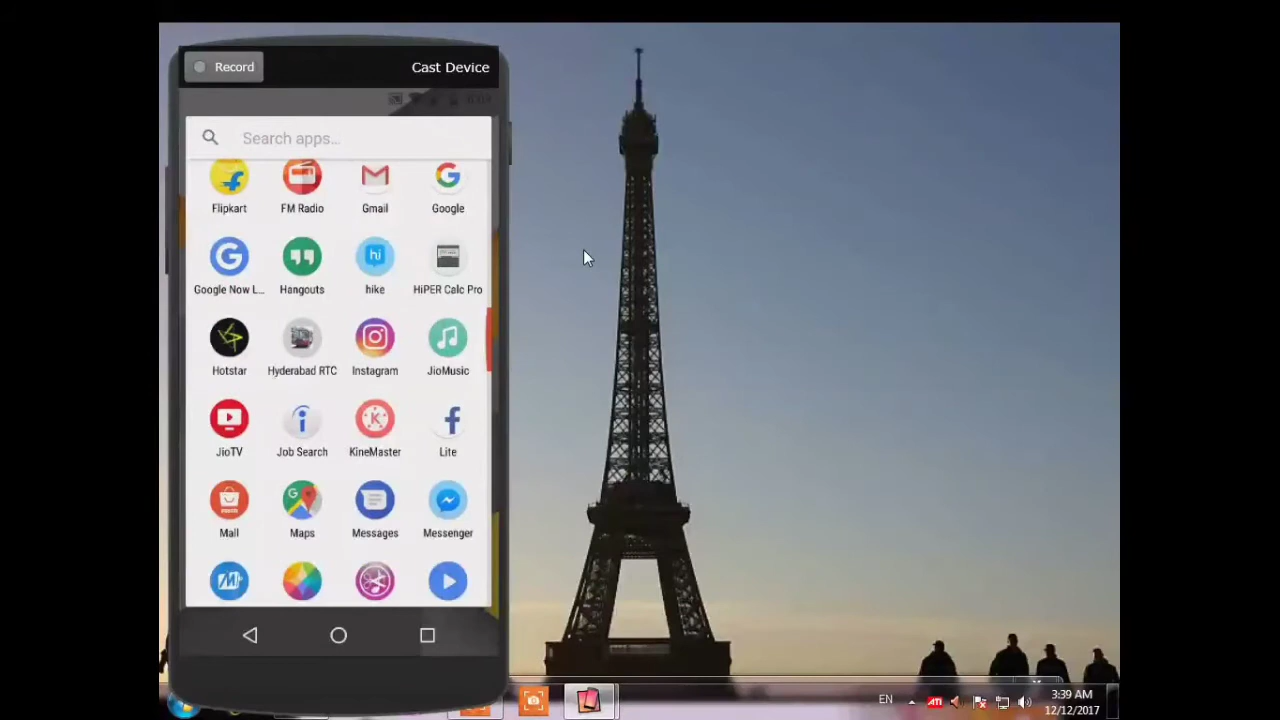 Record
Cast Device
Search apps...
Flipkart
FM Radio
Gmail
Google
Google Now L...
Hangouts
hi
hike
HiPER Calc Pro
Hotstar
Hyderabad RTC
Instagram
JioMusic
JioTV
Job Search
KineMaster
Lite
Mall
Maps
Messages
Messenger
EN
ATI
3:39 AM
12/12/2017